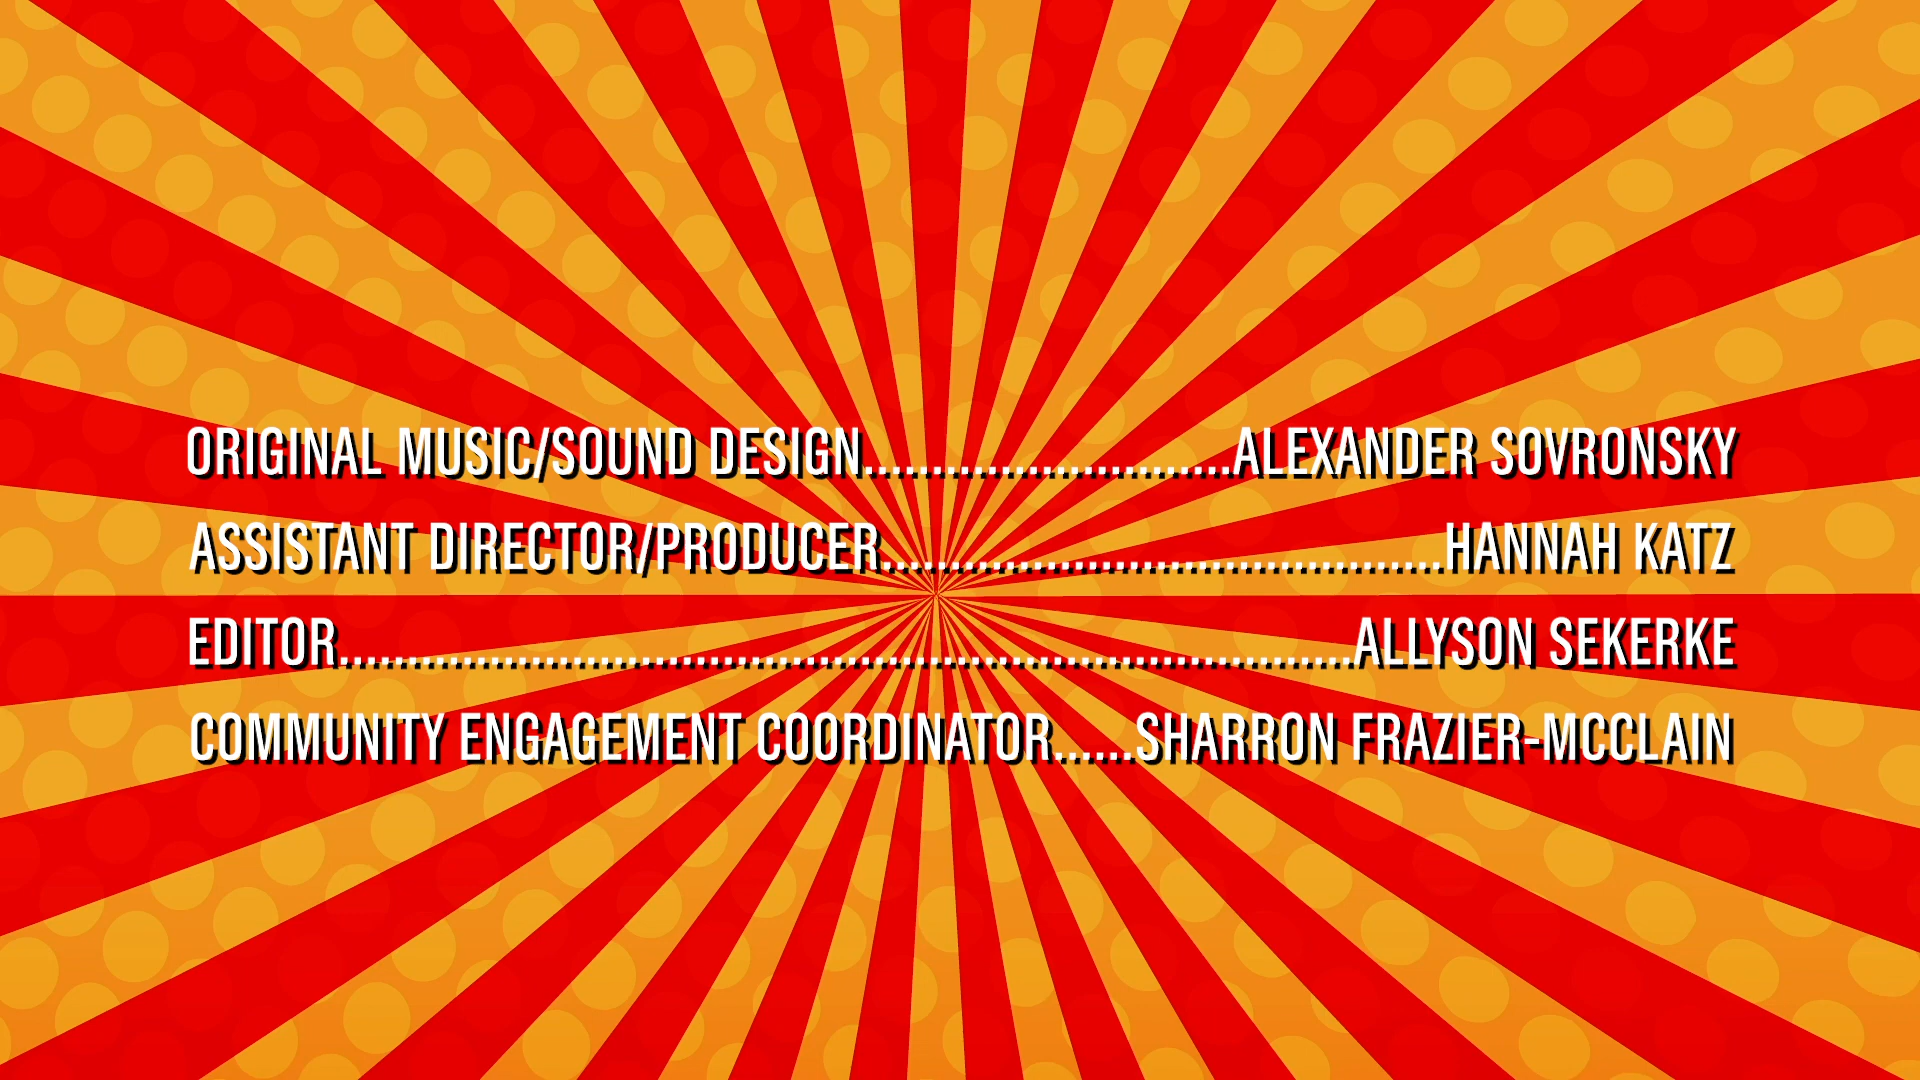 ORIGINAL MUSIC/SOUND DESIGN...........................ALEXANDER SOVRONSKY
ASSISTANT DIRECTOR/PRODUCER.........................................HANNAH KATZ
EDITOR..........................................................................ALLYSON SEKERKE
COMMUNITY ENGAGEMENT COORDINATOR......SHARRON FRAZIER-MCCLAIN